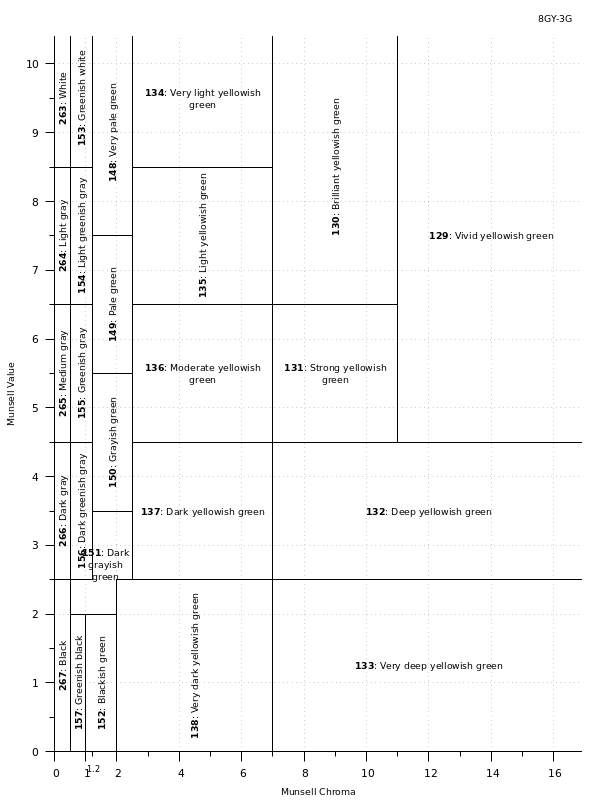 8GY-3G
10
9
8
7
6
5
4
3
2
1
0
Munsell Value
263: White
153: Greenish white
148: Very pale green
134: Very light yellowish
green
130: Brilliant yellowish green
129: Vivid yellowish green
264: Light gray
154: Light greenish gray
135: Light yellowish green
149: Pale green
265: Medium gray
155: Greenish gray
136: Moderate yellowish
green
131: Strong yellowish
green
150: Grayish green
266: Dark gray
156: Dark greenish gray
137: Dark yellowish green
132: Deep yellowish green
151: Dark
grayish
green
267: Black
157: Greenish black
152: Blackish green
138: Very dark yellowish green
133: Very deep yellowish green
0 1 1.2 2 4 6 8 10 12 14 16
Munsell Chroma